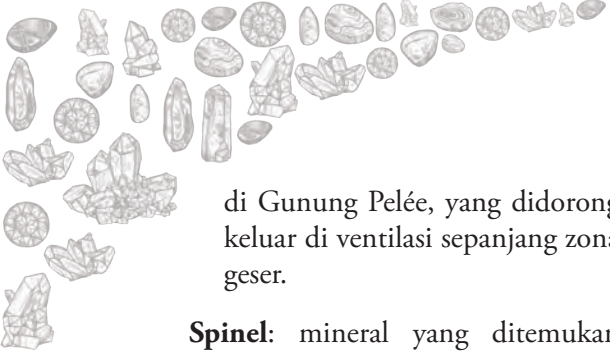 di Gunung Pelée, yang didorong
keluar di ventilasi sepanjang zona
geser.
Spinel: mineral yang ditemukan